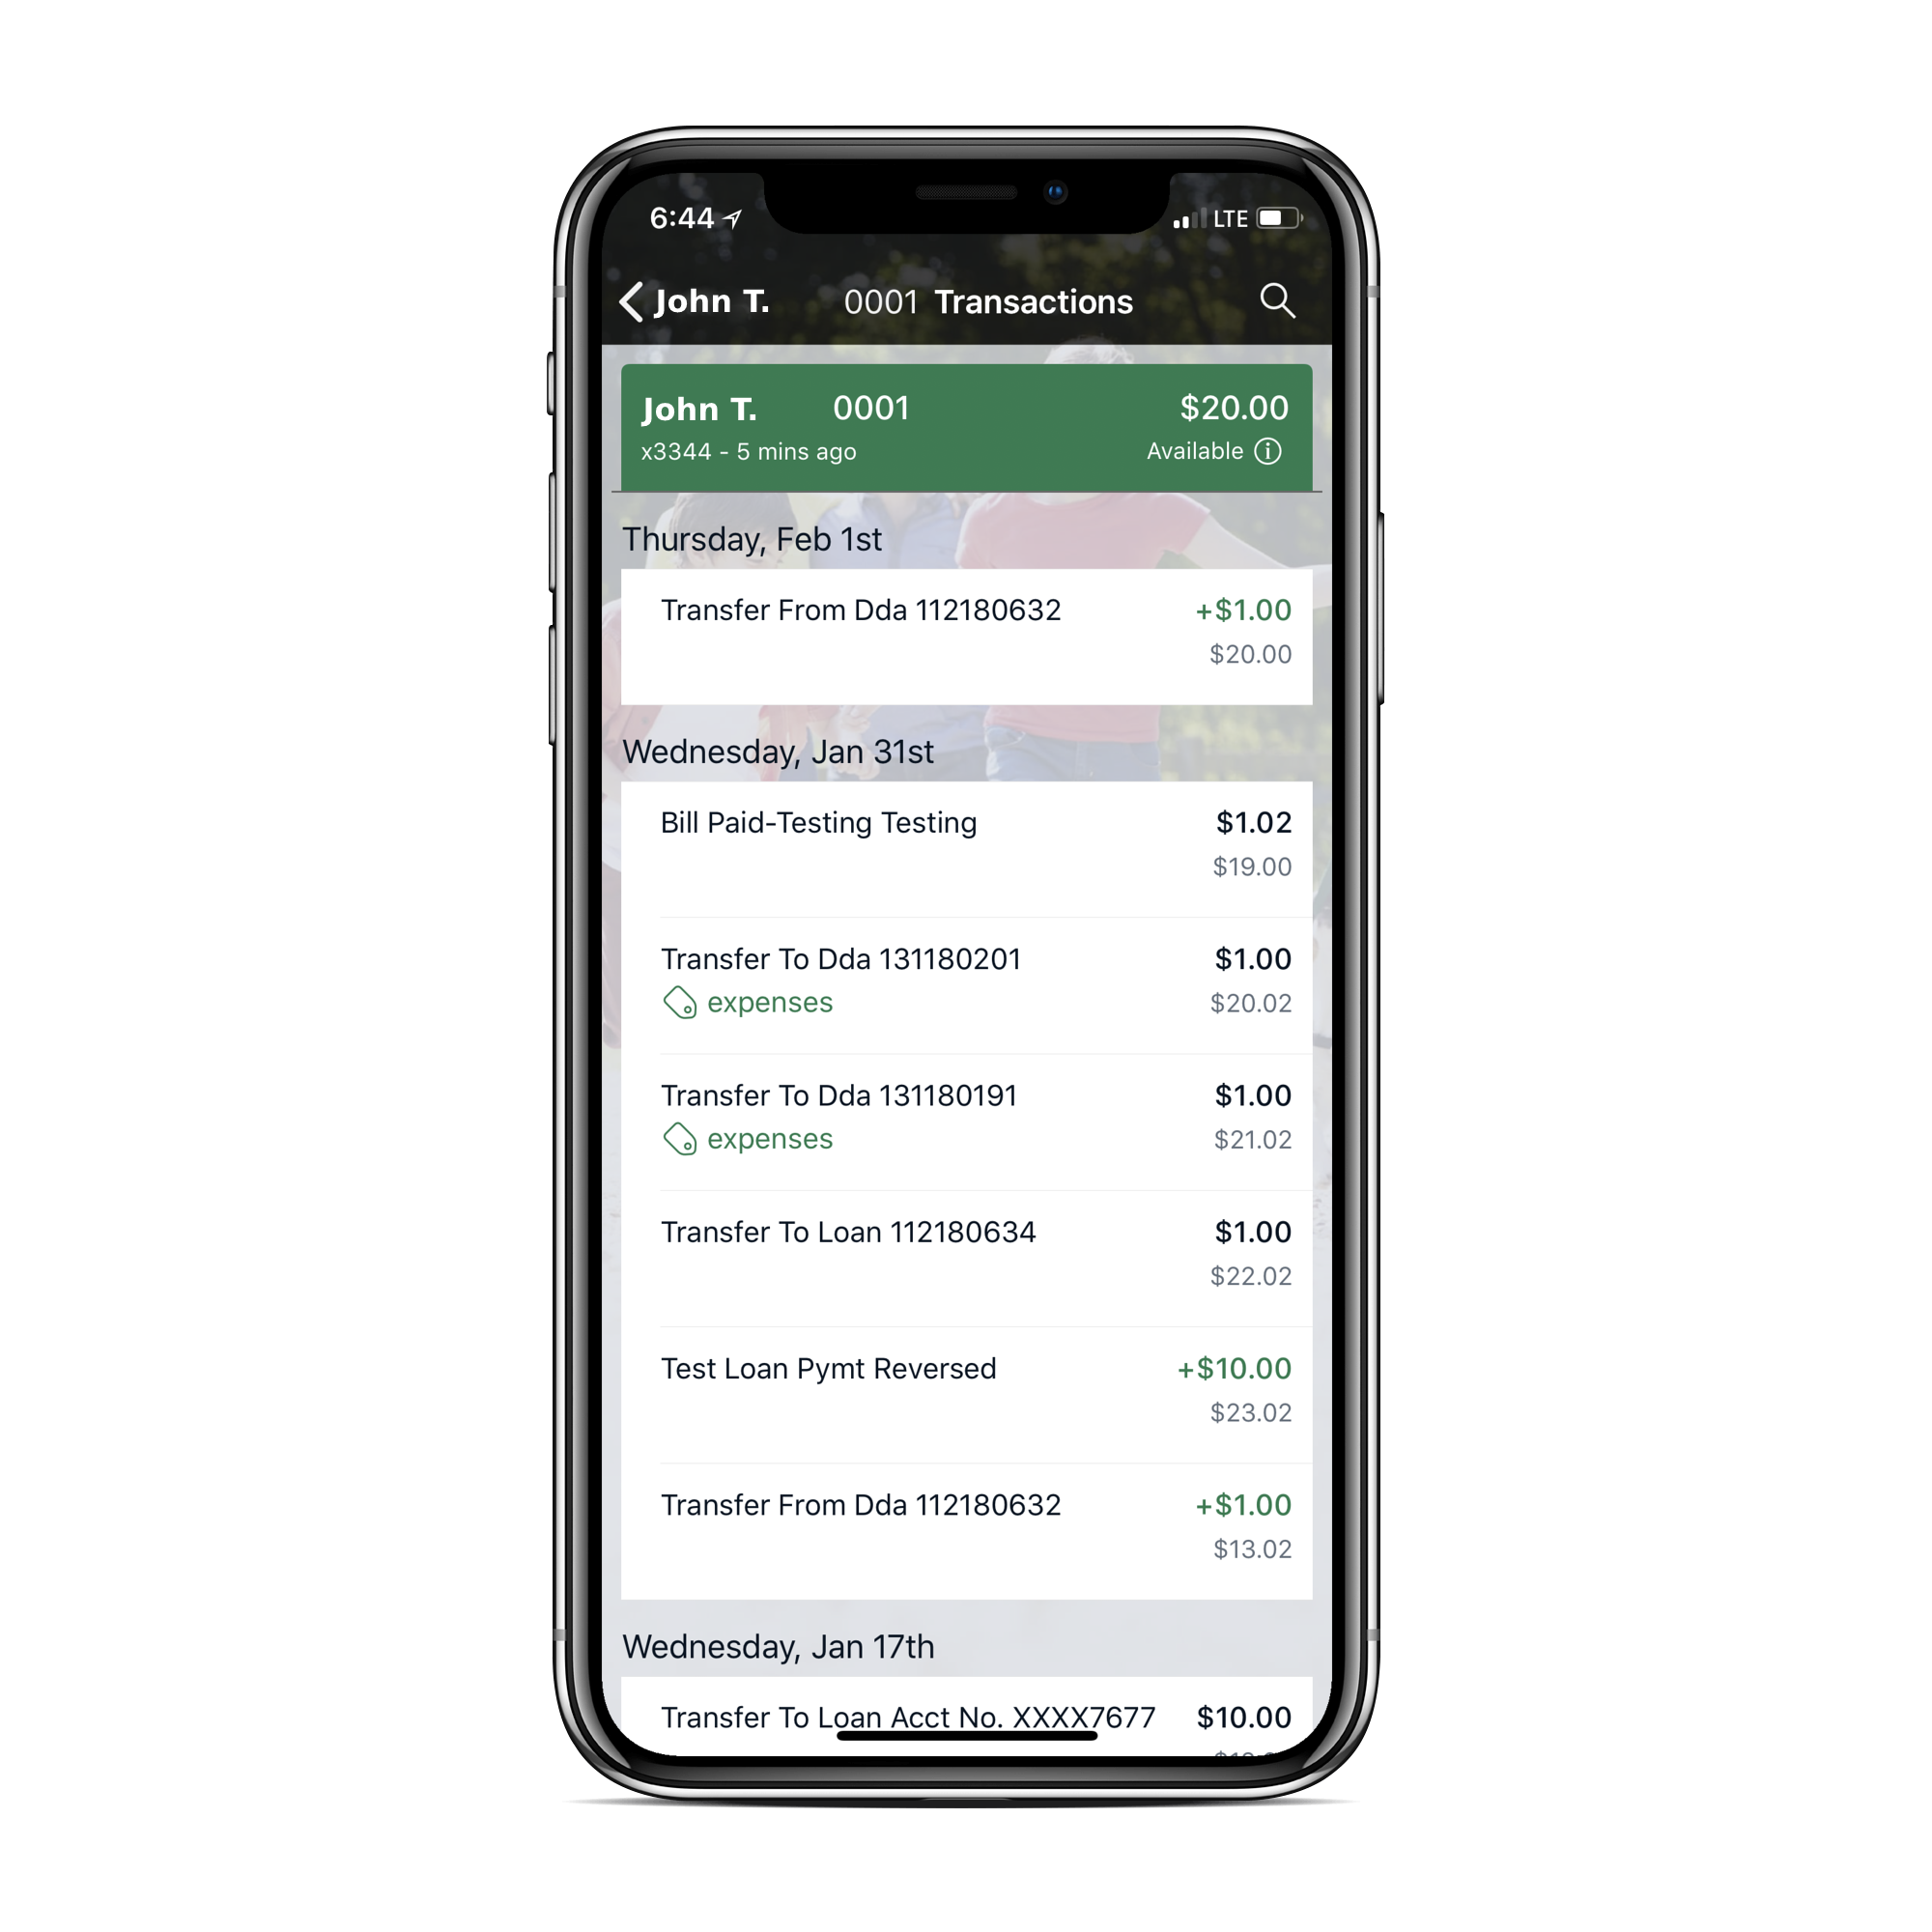 6:44 LTE
John T. 0001 Transactions
John T. 0001 $20.00
x3344 - 5 mins ago Available
Thursday, Feb 1st
Transfer From Dda 112180632 +$1.00
$20.00
Wednesday, Jan 31st
Bill Paid-Testing Testing $1.02
$19.00
Transfer To Dda 131180201 $1.00
expenses $20.02
Transfer To Dda 131180191 $1.00
expenses $21.02
Transfer To Loan 112180634 $1.00
$22.02
Test Loan Pymt Reversed +$10.00
$23.02
Transfer From Dda 112180632 +$1.00
$13.02
Wednesday, Jan 17th
Transfer To Loan Acct No. XXXX7677 $10.00